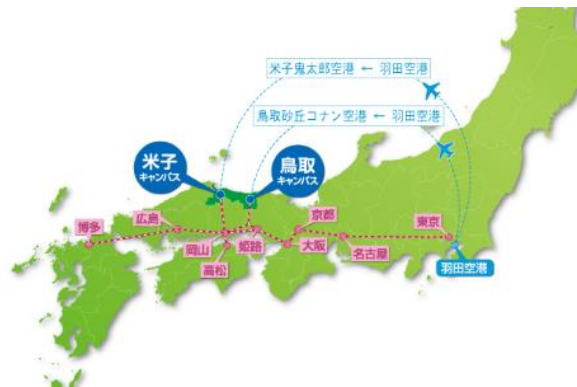 米子鬼太郎空港 ← 羽田空港
鳥取砂丘コナン空港 ← 羽田空港
米子
キャンパス
鳥取
キャンパス
博多
広島
岡山
高松
姫路
京都
大阪
名古屋
東京
羽田空港